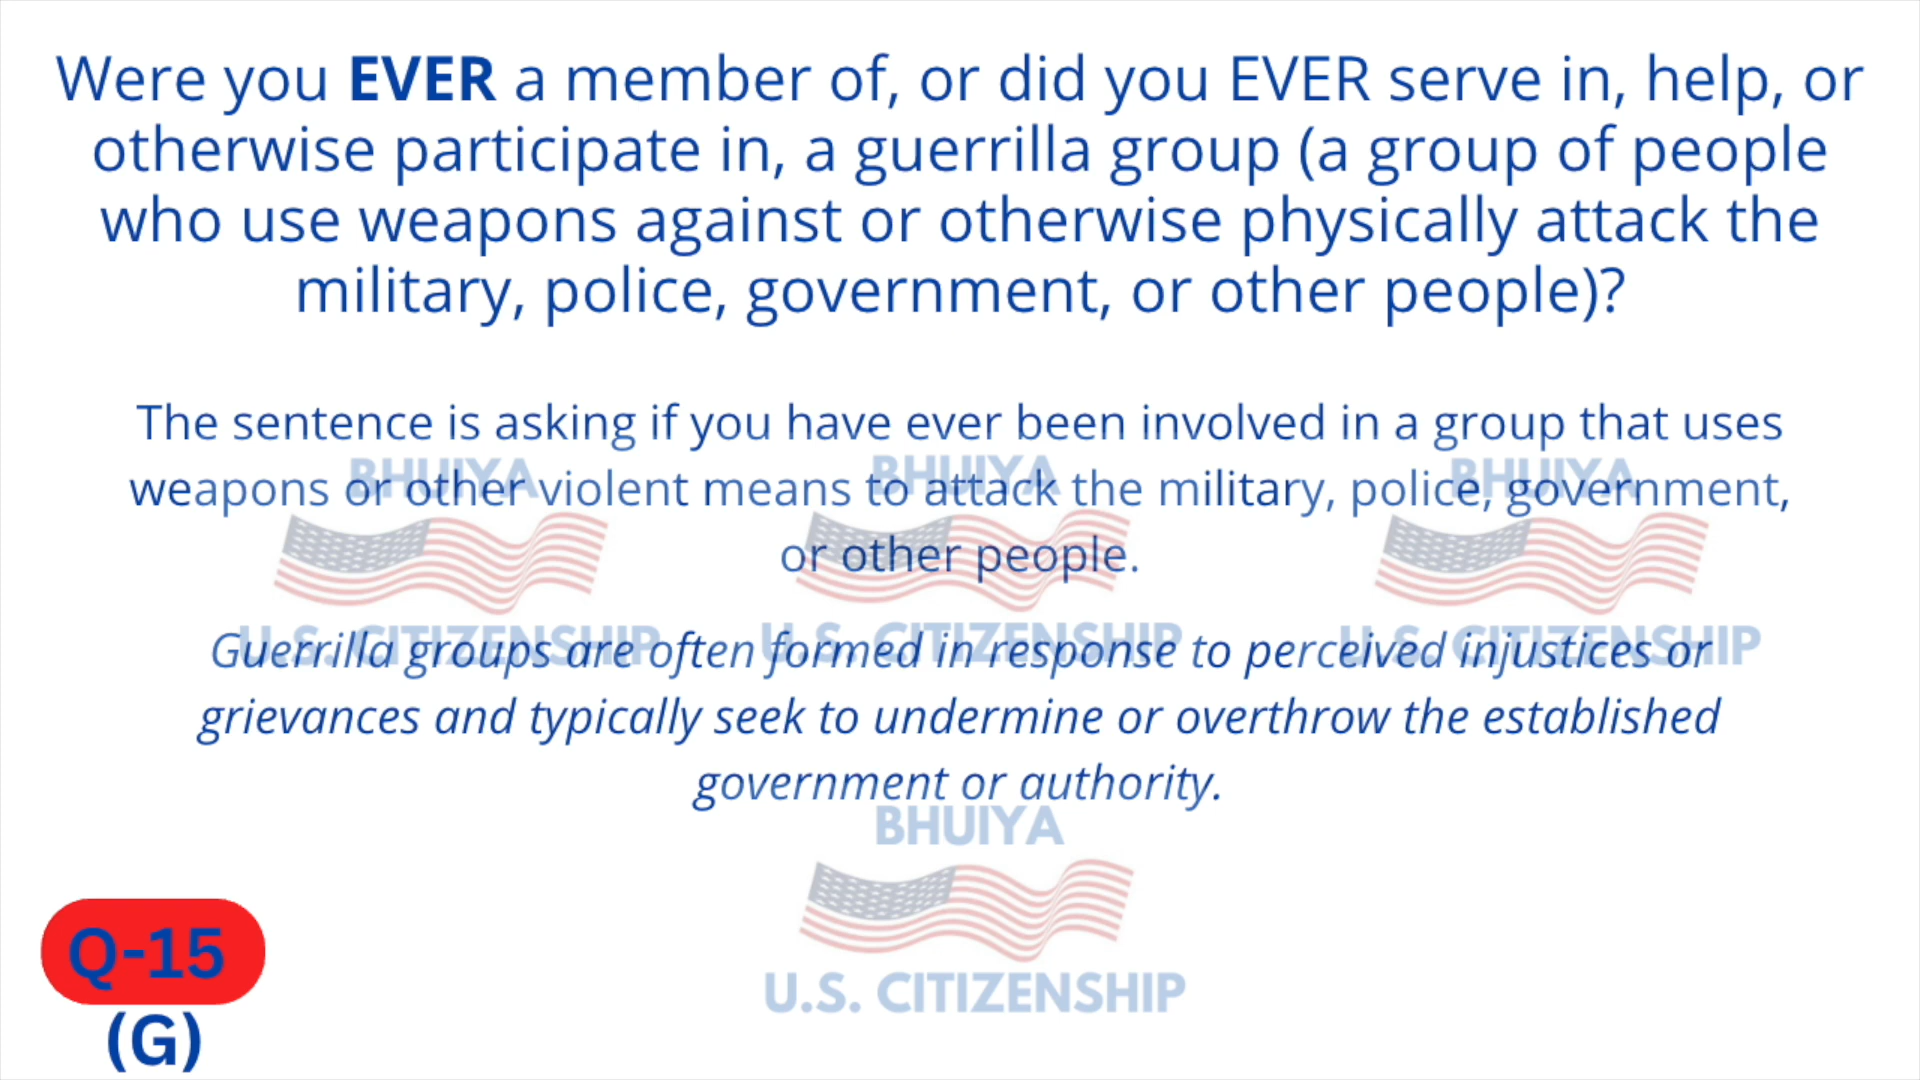 Were you EVER a member of, or did you EVER serve in, help, or
otherwise participate in, a guerrilla group (a group of people
who use weapons against or otherwise physically attack the
military, police, government, or other people)?
The sentence is asking if you have ever been involved in a group that uses
weapons or other violent means to attack the military, police, government,
or other people.
Guerrilla groups are often formed in response to perceived injustices or
grievances and typically seek to undermine or overthrow the established
government or authority.
BHUIYA
U.S. CITIZENSHIP
BHUIYA
U.S. CITIZENSHIP
BHUIYA
U.S. CITIZENSHIP
BHUIYA
U.S. CITIZENSHIP
Q-15
(G)